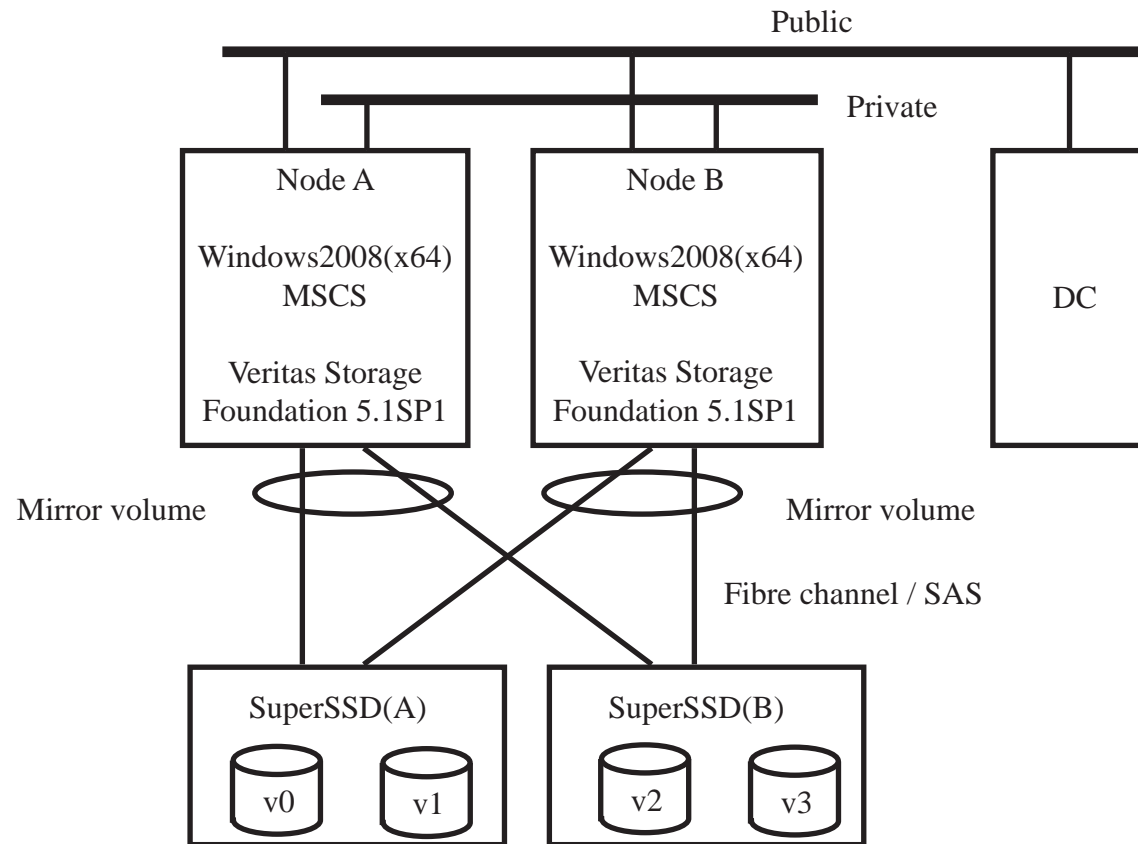 Public
Private
Node A
Windows2008(x64)
MSCS
Veritas Storage
Foundation 5.1SP1
Node B
Windows2008(x64)
MSCS
Veritas Storage
Foundation 5.1SP1
DC
Mirror volume
Mirror volume
Fibre channel / SAS
SuperSSD(A)
v0
v1
SuperSSD(B)
v2
v3